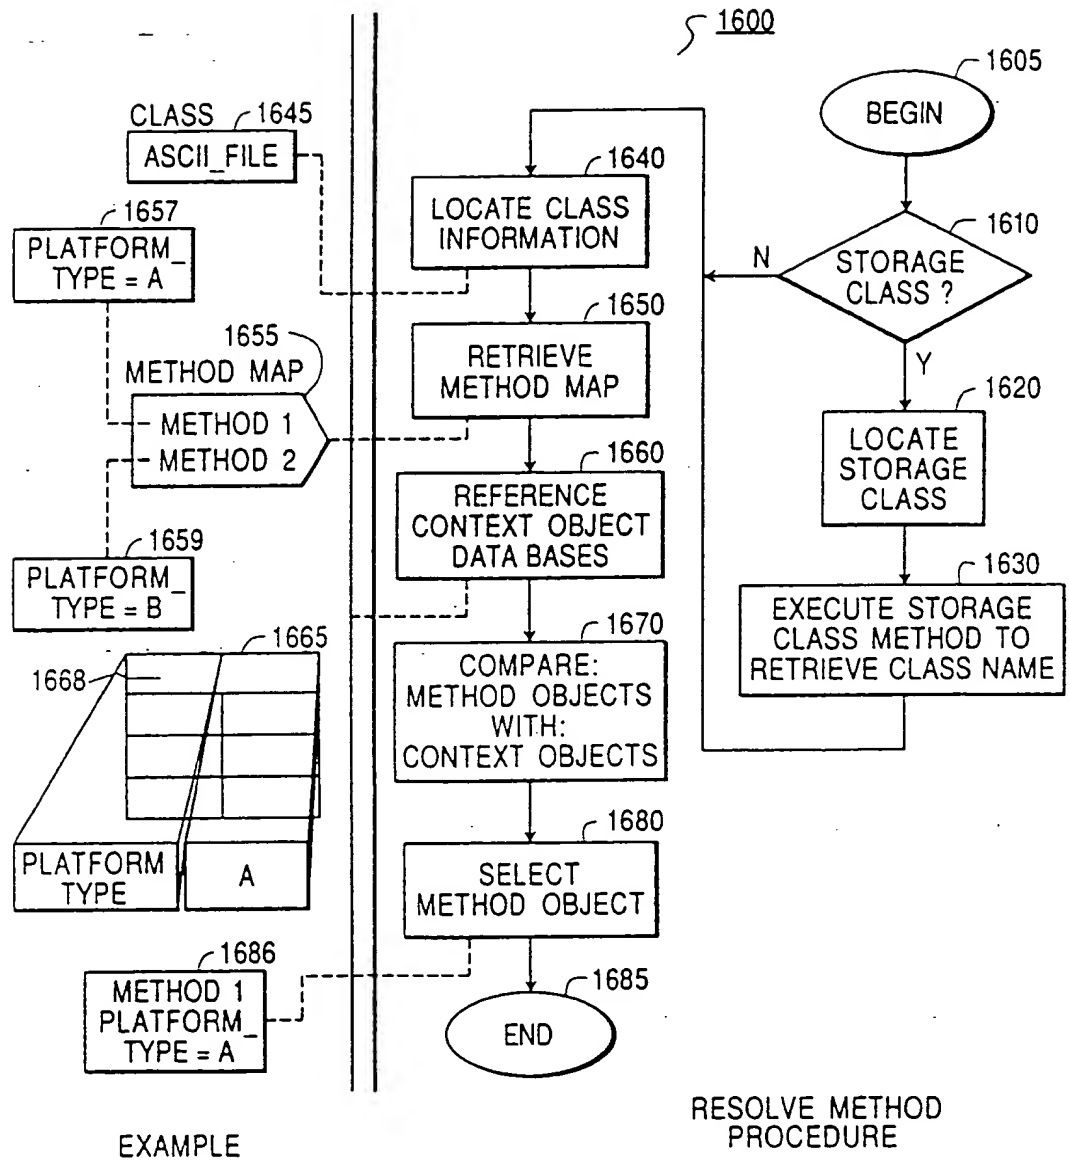 1600
1605
BEGIN
1610
STORAGE
CLASS ?
N
Y
1620
LOCATE
STORAGE
CLASS
1630
EXECUTE STORAGE
CLASS METHOD TO
RETRIEVE CLASS NAME
1640
LOCATE CLASS
INFORMATION
1650
RETRIEVE
METHOD MAP
1660
REFERENCE
CONTEXT OBJECT
DATA BASES
1670
COMPARE:
METHOD OBJECTS
WITH:
CONTEXT OBJECTS
1680
SELECT
METHOD OBJECT
1685
END
RESOLVE METHOD
PROCEDURE
CLASS
1645
ASCII_FILE
1657
PLATFORM_
TYPE = A
1655
METHOD MAP
METHOD 1
METHOD 2
1659
PLATFORM_
TYPE = B
1665
1668
PLATFORM
TYPE
A
1686
METHOD 1
PLATFORM_
TYPE = A
EXAMPLE